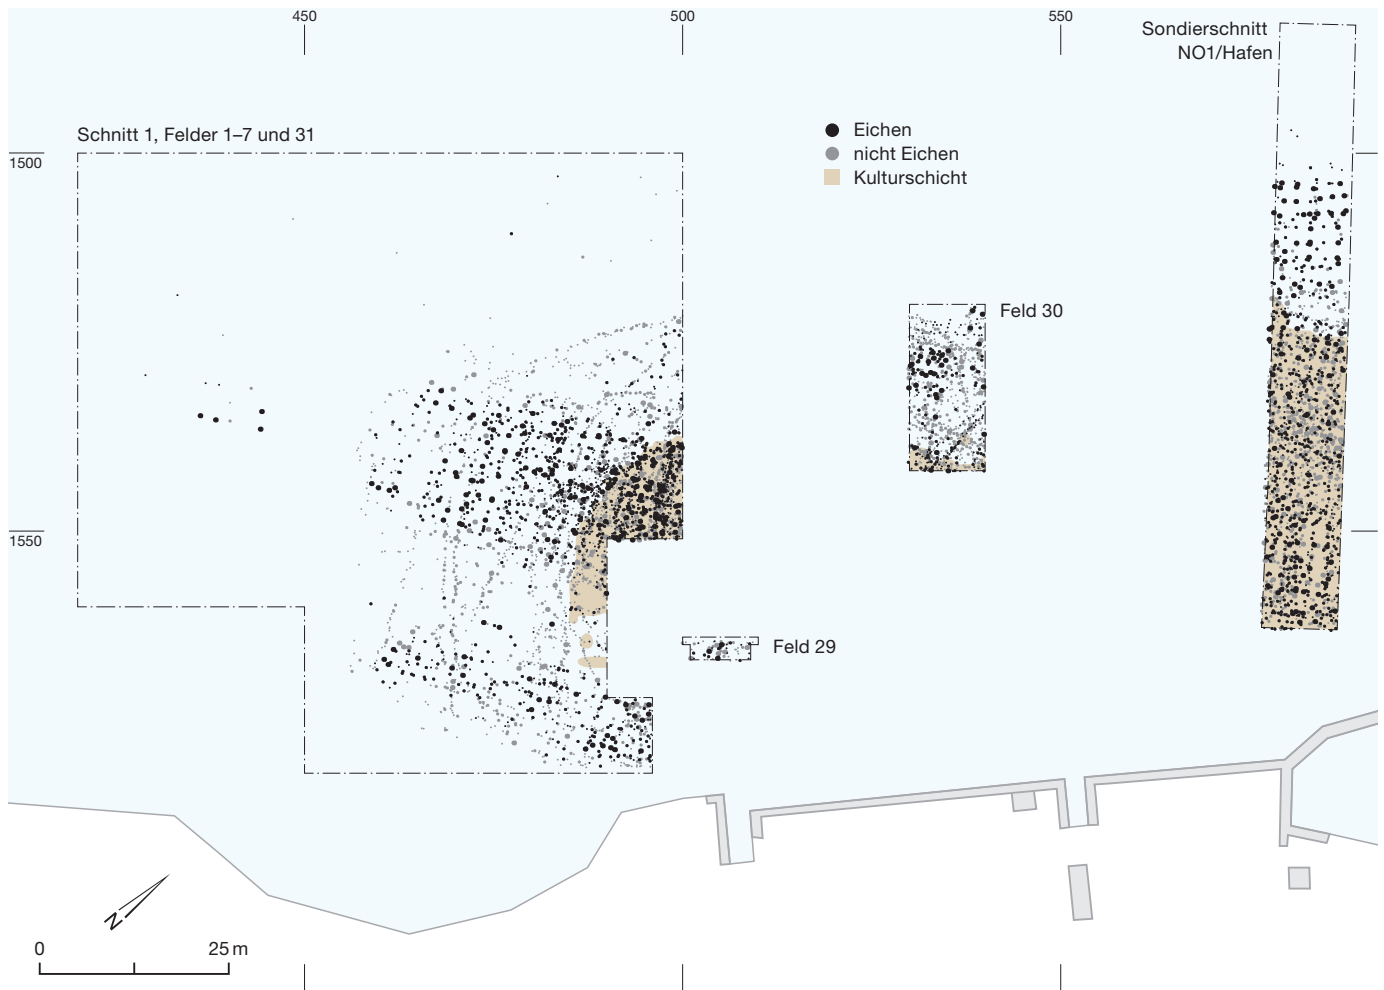 450
500
550
Sondierschnitt
NO1/Hafen
Schnitt 1, Felder 1–7 und 31
1500
Eichen
nicht Eichen
Kulturschicht
Feld 30
1550
Feld 29
N
0
25 m